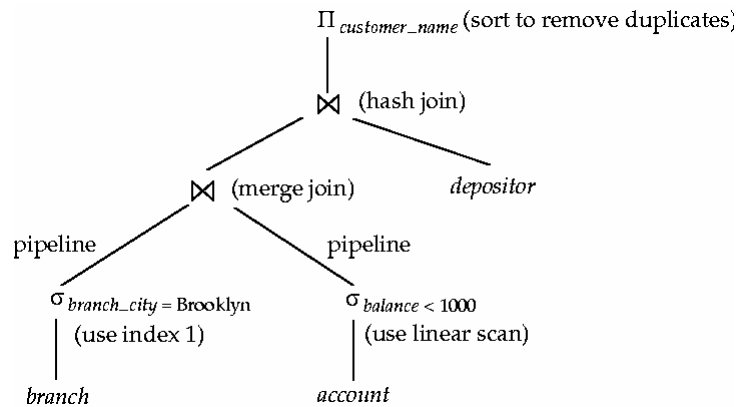 Π customer_name (sort to remove duplicates)
⋈ (hash join)
⋈ (merge join)
depositor
pipeline
pipeline
σ branch_city = Brooklyn
(use index 1)
σ balance < 1000
(use linear scan)
branch
account